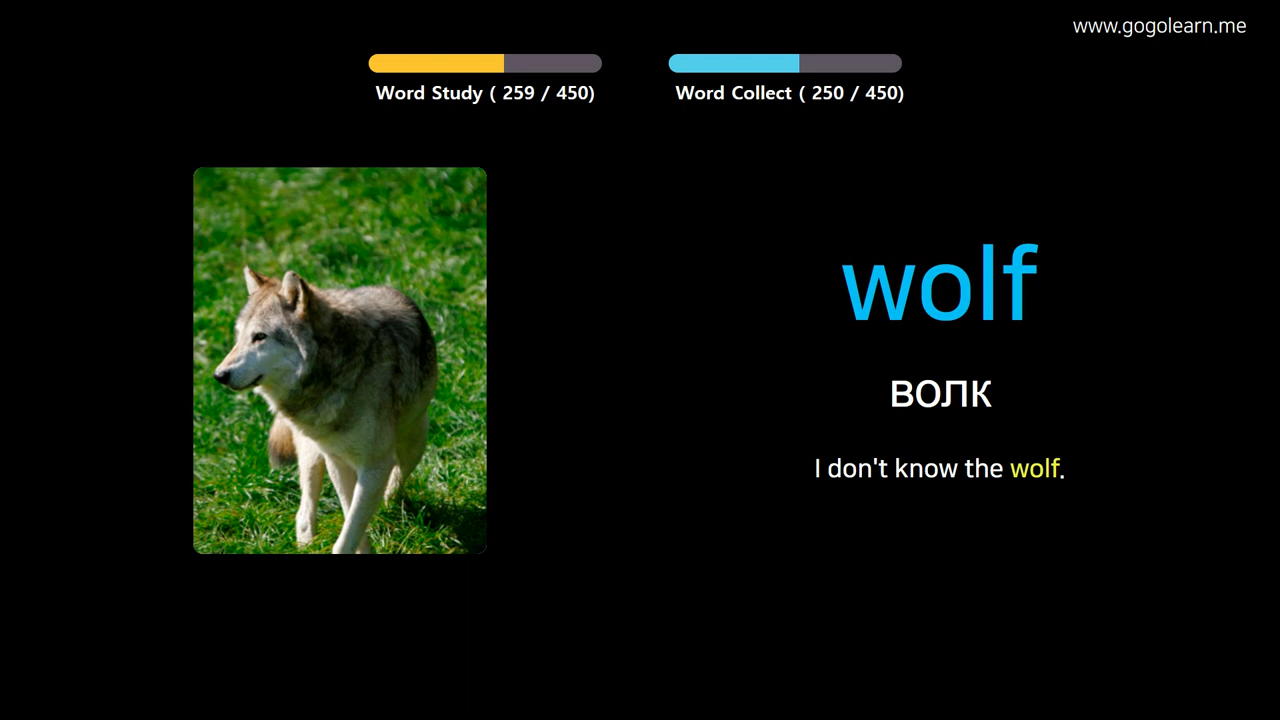 www.gogolearn.me
Word Study ( 259 / 450)
Word Collect ( 250 / 450)
wolf
волк
I don't know the wolf.